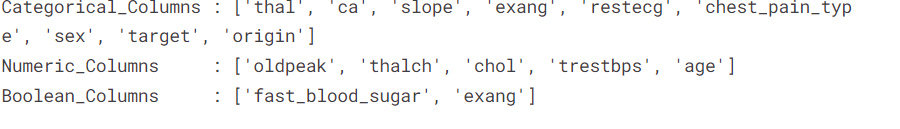 Categorical_Columns : ['thal', 'ca', 'slope', 'exang', 'restecg', 'chest_pain_typ
e', 'sex', 'target', 'origin']
Numeric_Columns     : ['oldpeak', 'thalch', 'chol', 'trestbps', 'age']
Boolean_Columns     : ['fast_blood_sugar', 'exang']